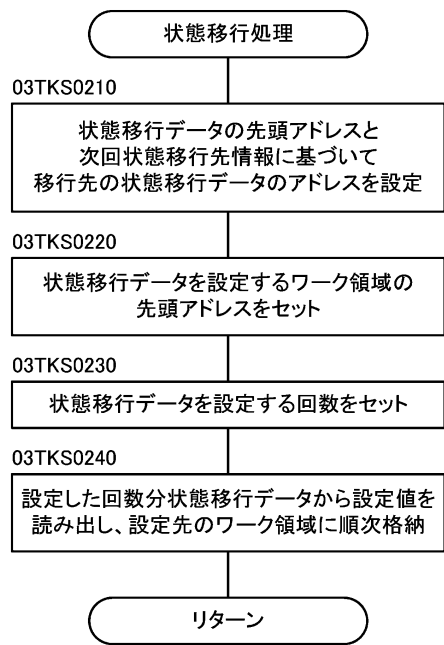 状態移行処理
03TKS0210
状態移行データの先頭アドレスと
次回状態移行先情報に基づいて
移行先の状態移行データのアドレスを設定
03TKS0220
状態移行データを設定するワーク領域の
先頭アドレスをセット
03TKS0230
状態移行データを設定する回数をセット
03TKS0240
設定した回数分状態移行データから設定値を
読み出し、設定先のワーク領域に順次格納
リターン